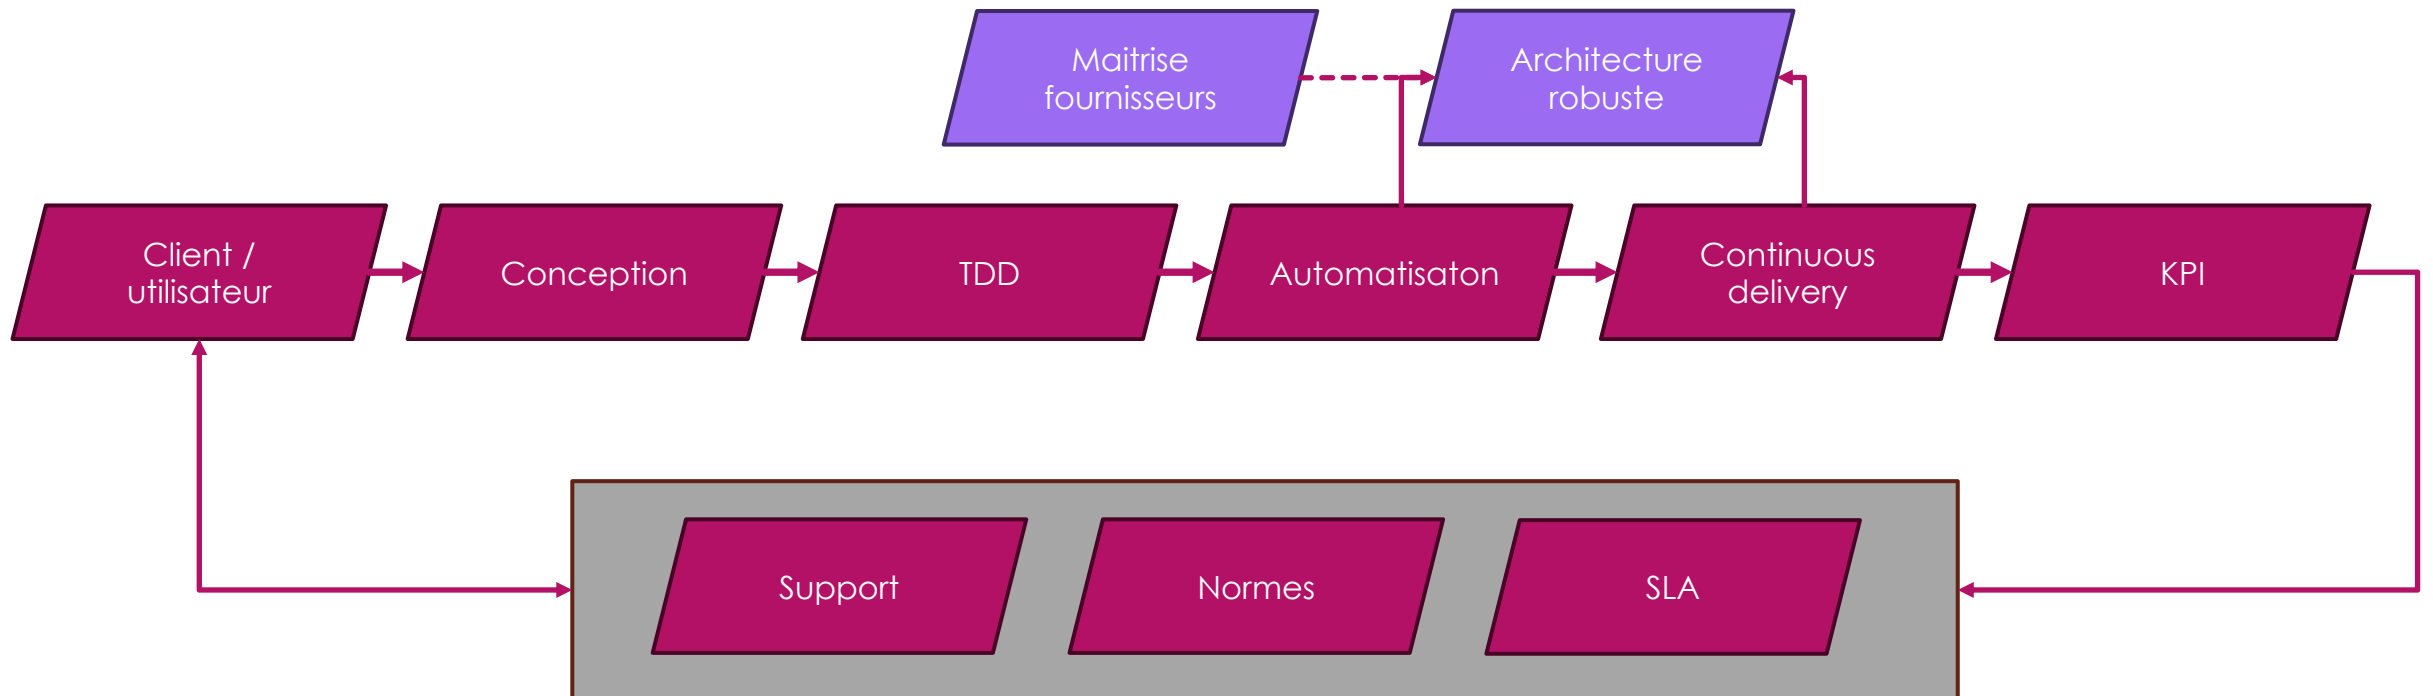 Maitrise
fournisseurs
Architecture
robuste
Client /
utilisateur
Conception
TDD
Automatisaton
Continuous
delivery
KPI
Support
Normes
SLA